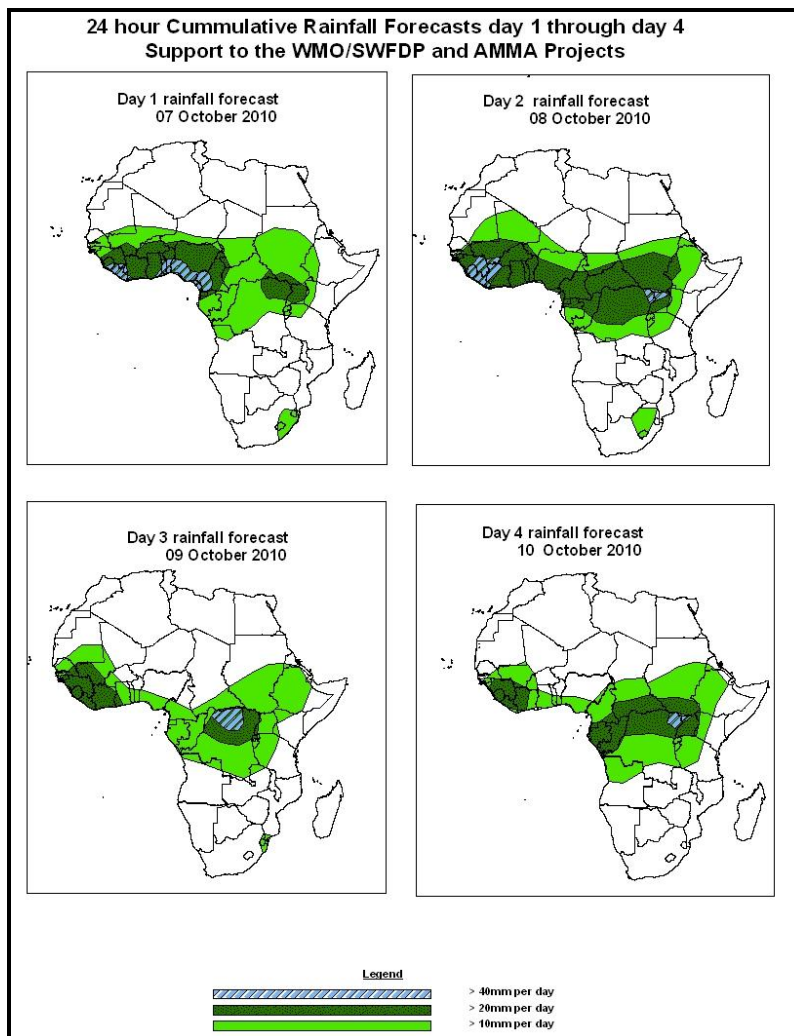 24 hour Cummulative Rainfall Forecasts day 1 through day 4
Support to the WMO/SWFDP and AMMA Projects
Day 1 rainfall forecast
07 October 2010
Day 2 rainfall forecast
08 October 2010
Day 3 rainfall forecast
09 October 2010
Day 4 rainfall forecast
10 October 2010
Legend
> 40mm per day
> 20mm per day
> 10mm per day